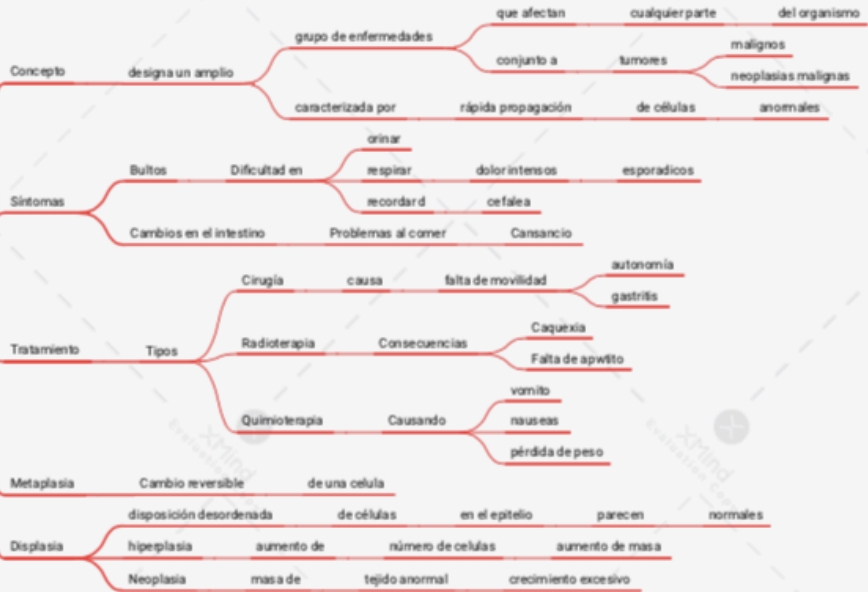 que afectan cualquier parte del organismo
grupo de enfermedades
malignos
conjunto a tumores
Concepto designa un amplio
neoplasias malignas
caracterizada por rápida propagación de células anormales
orinar
Bultos Dificultad en respirar dolor intensos esporadicos
Síntomas
recordar d cefalea
Cambios en el intestino Problemas al comer Cansancio
autonomía
Cirugía causa falta de movilidad
gastritis
Caquexia
Radioterapia Consecuencias
Tratamiento Tipos
Falta de apwtito
vomito
Quimioterapia Causando nauseas
pérdida de peso
Metaplasia Cambio reversible de una celula
disposición desordenada de células en el epitelio parecen normales
Displasia hiperplasia aumento de número de celulas aumento de masa
Neoplasia masa de tejido anormal crecimiento excesivo
XMind
XMind